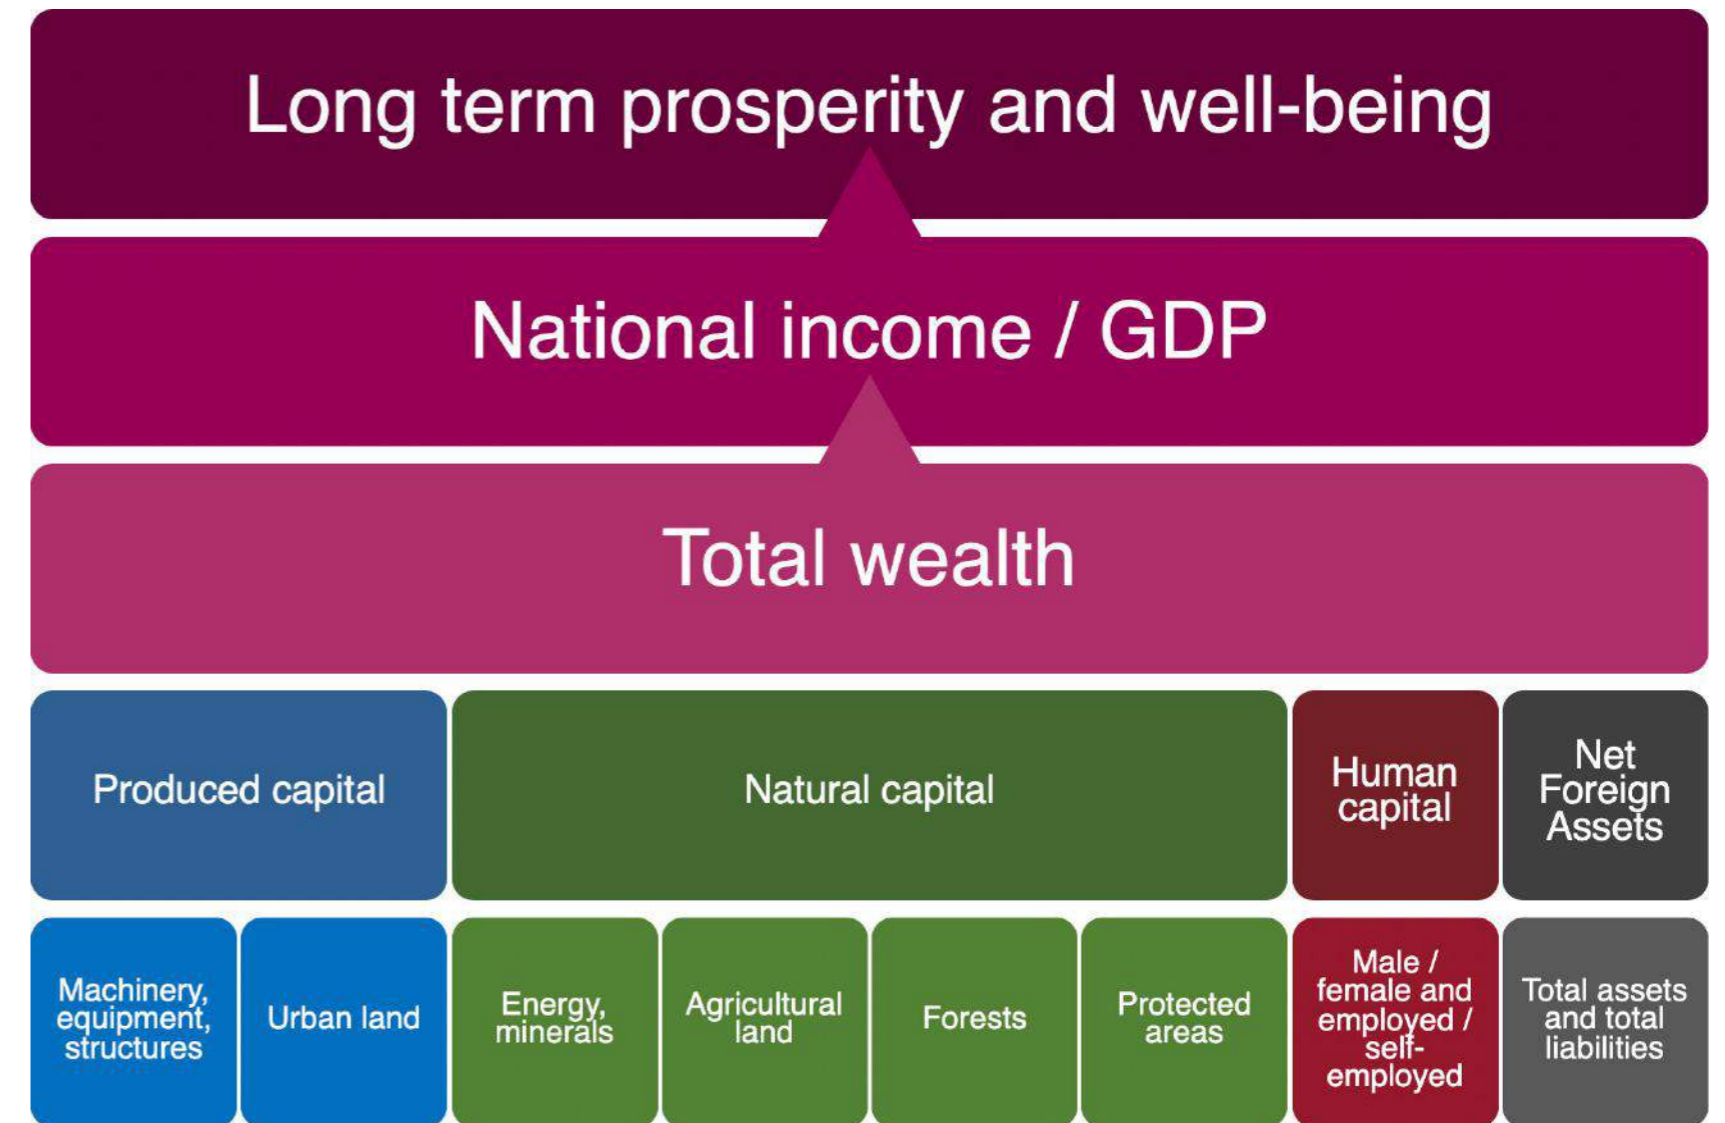 Long term prosperity and well-being
National income / GDP
Total wealth
Produced capital
Natural capital
Human
capital
Net
Foreign
Assets
Machinery,
equipment,
structures
Urban land
Energy,
minerals
Agricultural
land
Forests
Protected
areas
Male /
female and
employed /
self-
employed
Total assets
and total
liabilities